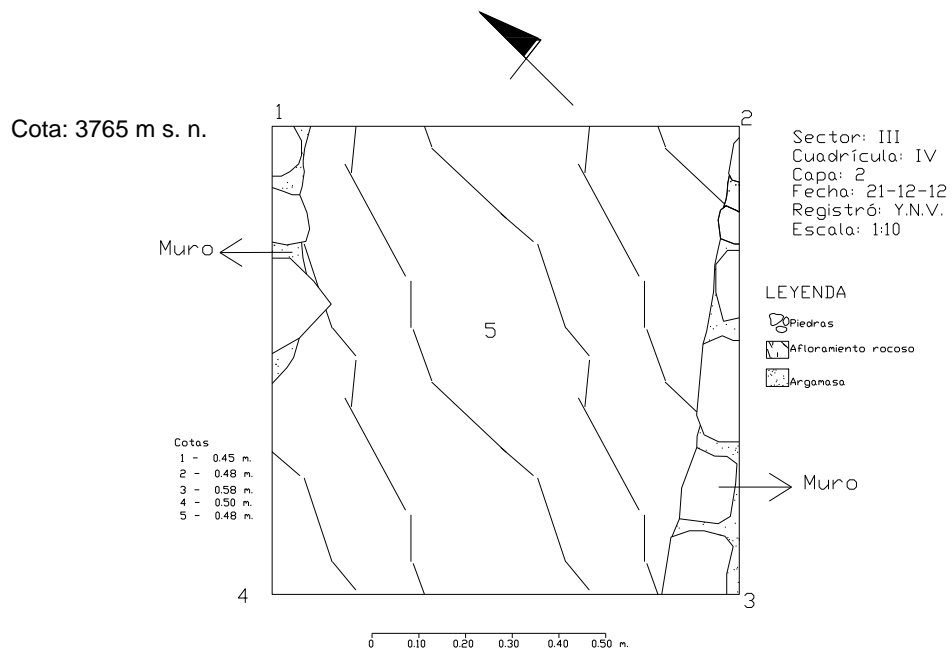 1
2
Cota: 3765 m s. n.
Sector: III
Cuadrícula: IV
Capa: 2
Fecha: 21-12-12
Registró: Y.N.V.
Escala: 1:10
Muro
LEYENDA
Piedras
Afloramiento rocoso
Argamasa
5
Cotas
1 - 0.45 m.
2 - 0.48 m.
3 - 0.58 m.
4 - 0.50 m.
5 - 0.48 m.
Muro
4
3
0 0.10 0.20 0.30 0.40 0.50 m.